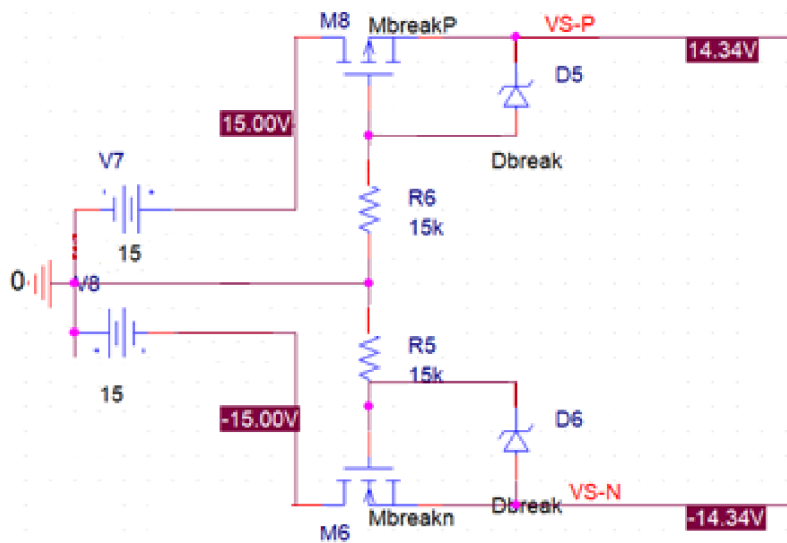 M8
MbreakP
VS-P
14.34V
D5
15.00V
V7
Dbreak
R6
15k
15
0
V8
R5
15k
15
-15.00V
D6
VS-N
Dbreak
Mbreakn
-14.34V
M6